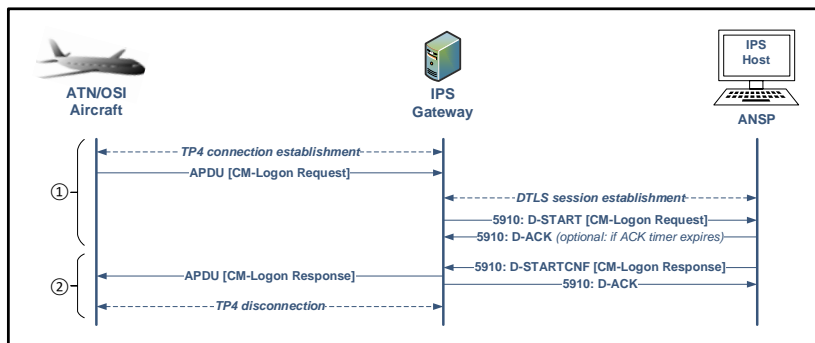 IPS
Host
ATN/OSI
Aircraft
IPS
Gateway
ANSP
TP4 connection establishment
APDU [CM-Logon Request]
①
DTLS session establishment
5910: D-START [CM-Logon Request]
5910: D-ACK (optional: if ACK timer expires)
5910: D-STARTCNF [CM-Logon Response]
APDU [CM-Logon Response]
②
5910: D-ACK
TP4 disconnection